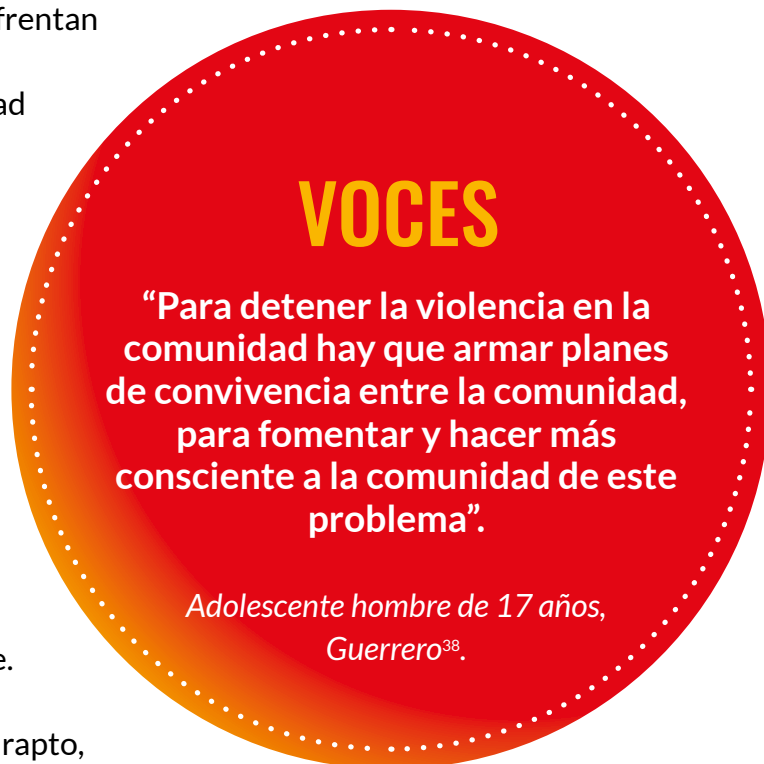 frentan
ad
VOCES
“Para detener la violencia en la
comunidad hay que armar planes
de convivencia entre la comunidad,
para fomentar y hacer más
consciente a la comunidad de este
problema”.
Adolescente hombre de 17 años,
Guerrero³⁸.
e.
rapto,